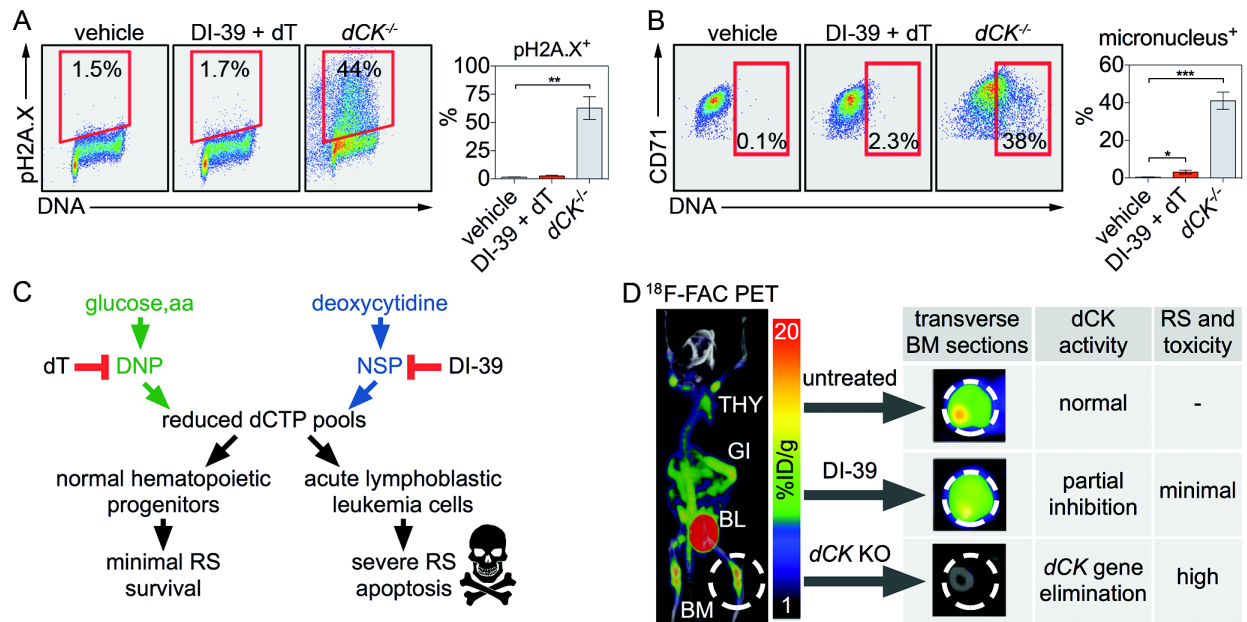 A
vehicle
DI-39 + dT
dCK-/-
1.5%
1.7%
44%
pH2A.X
DNA
pH2A.X+
%
100
75
50
25
0
**
vehicle
DI-39 + dT
dCK-/-
B
vehicle
DI-39 + dT
dCK-/-
0.1%
2.3%
38%
CD71
DNA
micronucleus+
%
60
40
20
0
***
*
vehicle
DI-39 + dT
dCK-/-
C
glucose,aa
deoxycytidine
dT
DNP
NSP
DI-39
reduced dCTP pools
normal hematopoietic
progenitors
acute lymphoblastic
leukemia cells
minimal RS
survival
severe RS
apoptosis
D
18F-FAC PET
THY
GI
BL
BM
20
%ID/g
1
untreated
DI-39
dCK KO
transverse
BM sections
dCK
activity
RS and
toxicity
normal
-
partial
inhibition
minimal
dCK gene
elimination
high